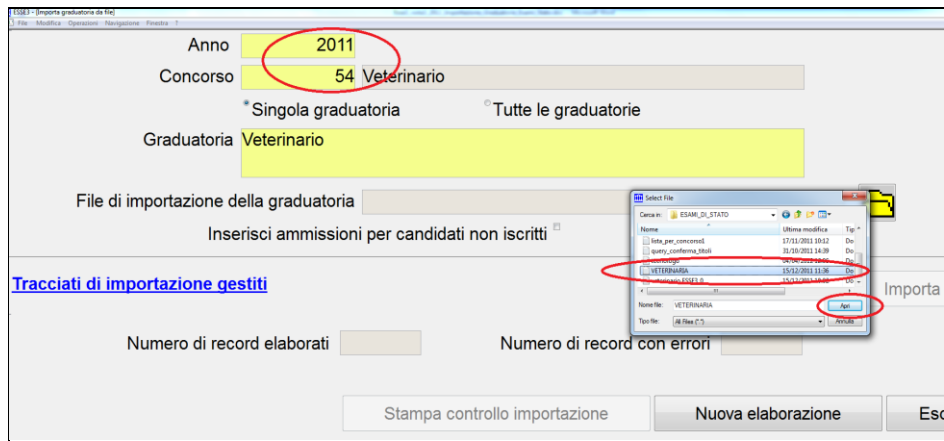 ESSE3 - [Importa graduatoria da file]
File Modifica Operazioni Navigazione Finestra ?
Anno 2011
Concorso 54 Veterinario
Singola graduatoria Tutte le graduatorie
Graduatoria Veterinario
File di importazione della graduatoria
Inserisci ammissioni per candidati non iscritti
Select File
Cerca in: ESAMI_DI_STATO
Nome Ultima modifica Tip
lista_per_concorso1 17/11/2011 10:12 Do
query_conferma_titoli 31/10/2011 14:39 Do
VETERINARIA 15/12/2011 11:36 Do
Nome file: VETERINARIA Apri
Tipo file: All Files (*.*) Annulla
Tracciati di importazione gestiti
Importa
Numero di record elaborati Numero di record con errori
Stampa controllo importazione Nuova elaborazione Esc